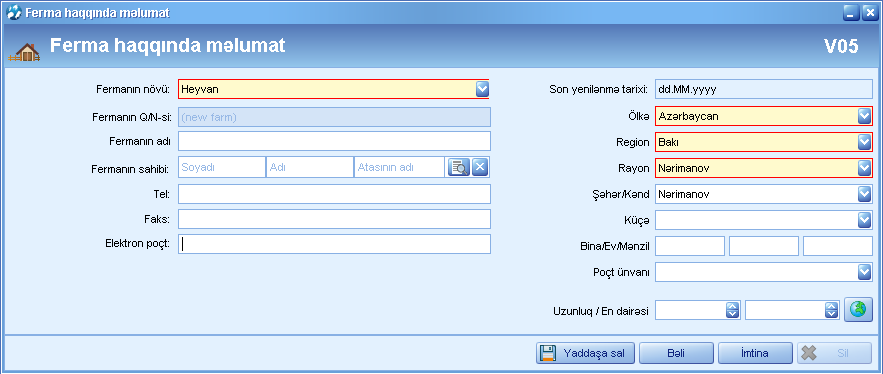 Ferma haqqında məlumat
Ferma haqqında məlumat
V05
Fermanın növü: Heyvan
Fermanın Q/N-si: (new farm)
Fermanın adı
Fermanın sahibi: Soyadi Adı Atasının adı
Tel:
Faks:
Elektron poçt:
Son yenilənmə tarixi: dd.MM.yyyy
Ölkə Azərbaycan
Region Bakı
Rayon Nərimanov
Şəhər/Kənd Nərimanov
Küçə
Bina/Ev/Mənzil
Poçt ünvanı
Uzunluq / En dairəsi
Yaddaşa sal Bəli İmtina Sil